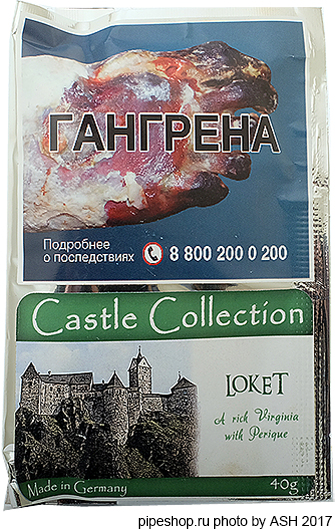 ГАНГРЕНА
Подробнее
о последствиях
8 800 200 0 200
Castle Collection
LOKET
A rich Virginia
with Perique
Made in Germany
40g
pipeshop.ru photo by ASH 2017